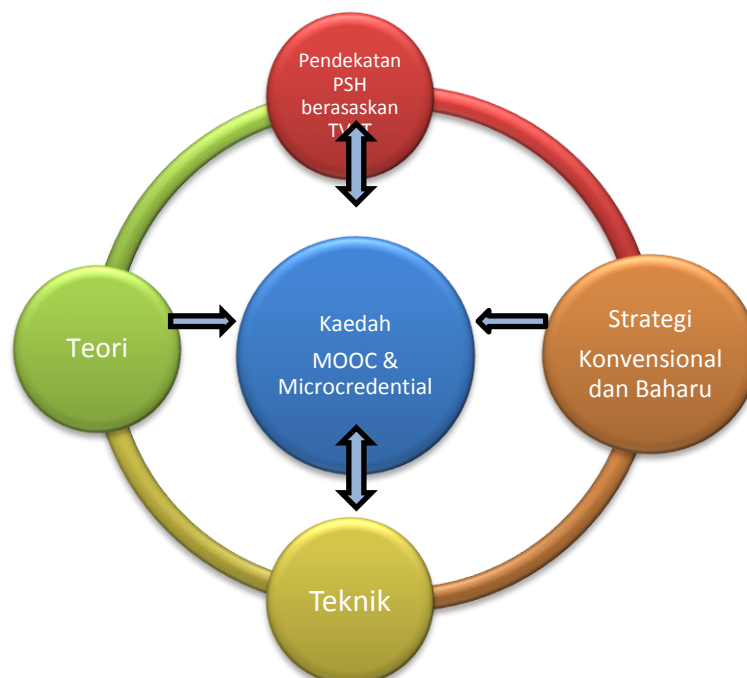 Pendekatan
PSH
berasaskan
Teori
Kaedah
MOOC &
Microcredential
Strategi
Konvensional
dan Baharu
Teknik